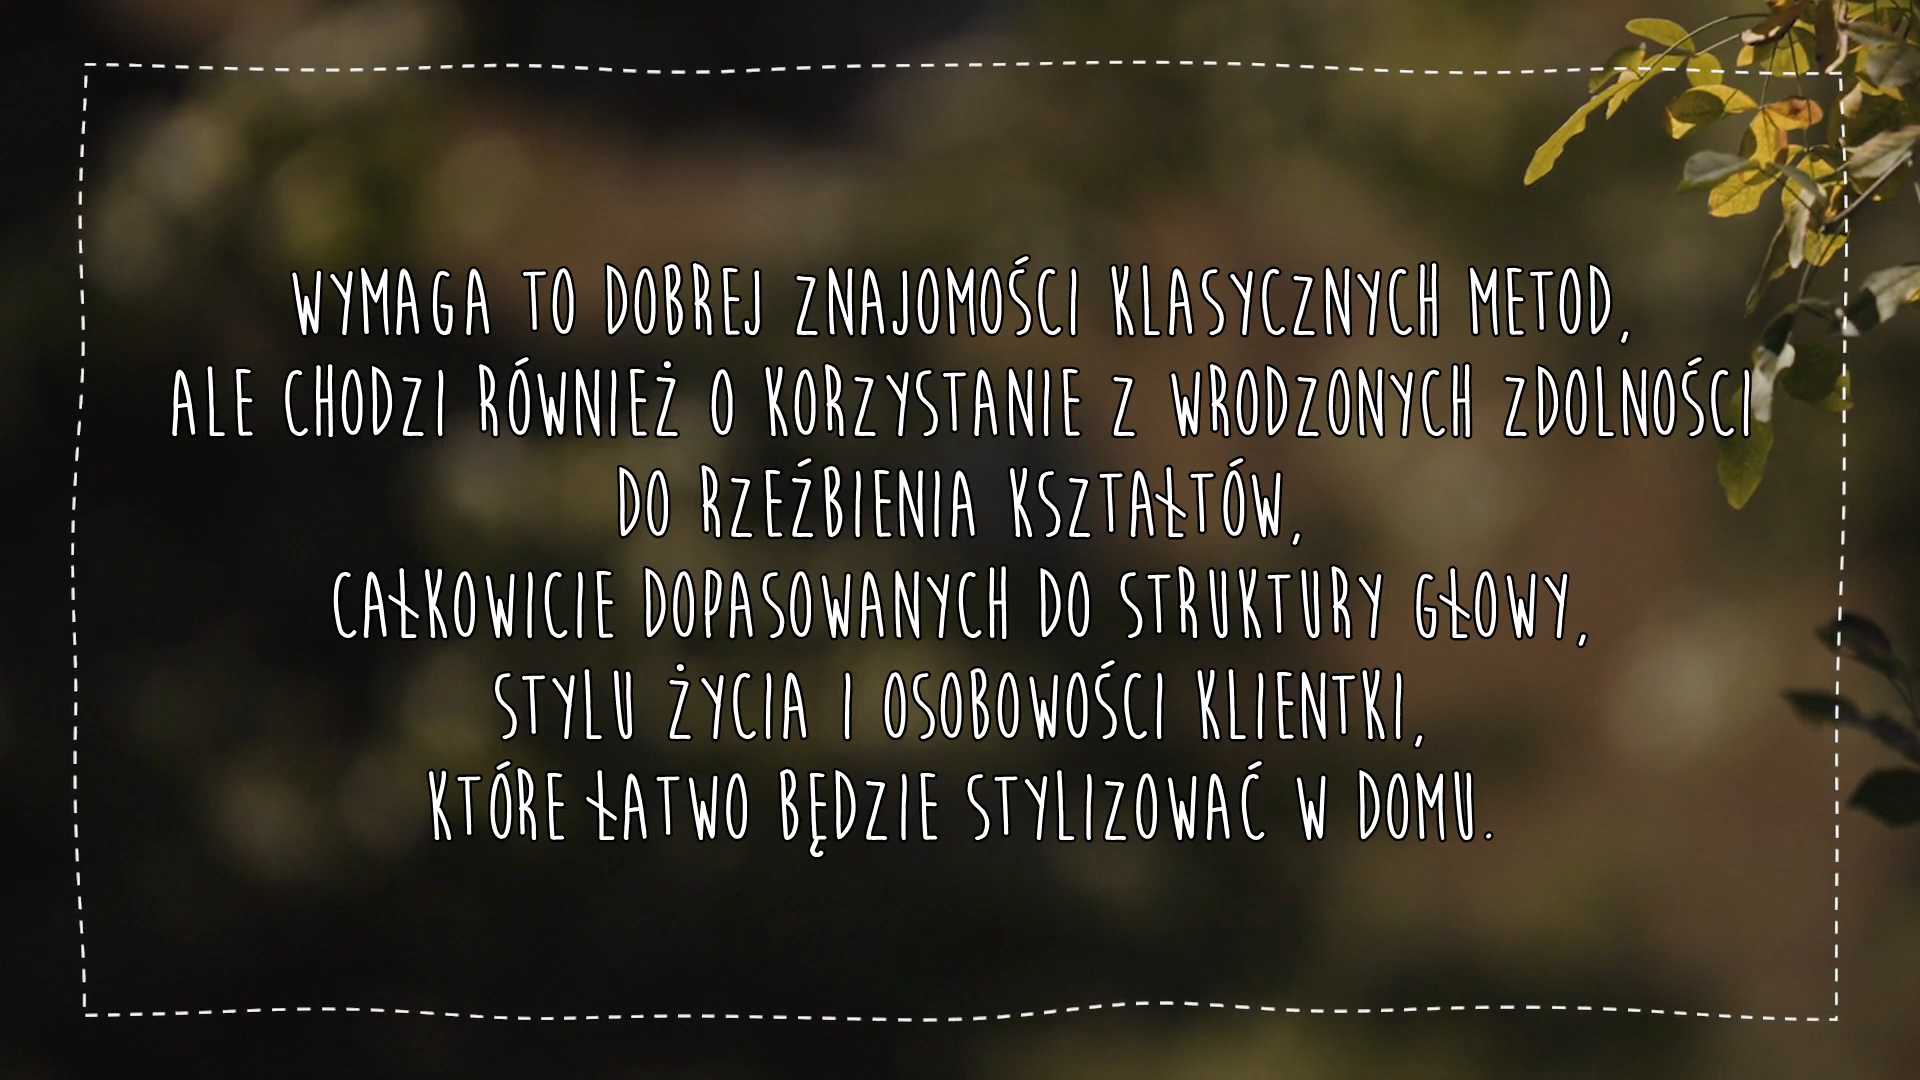 WYMAGA TO DOBREJ ZNAJOMOŚCI KLASYCZNYCH METOD,
ALE CHODZI RÓWNIEŻ O KORZYSTANIE Z WRODZONYCH ZDOLNOŚCI
DO RZEŹBIENIA KSZTAŁTÓW,
CAŁKOWICIE DOPASOWANYCH DO STRUKTURY GŁOWY,
STYLU ŻYCIA I OSOBOWOŚCI KLIENTKI,
KTÓRE ŁATWO BĘDZIE STYLIZOWAĆ W DOMU.